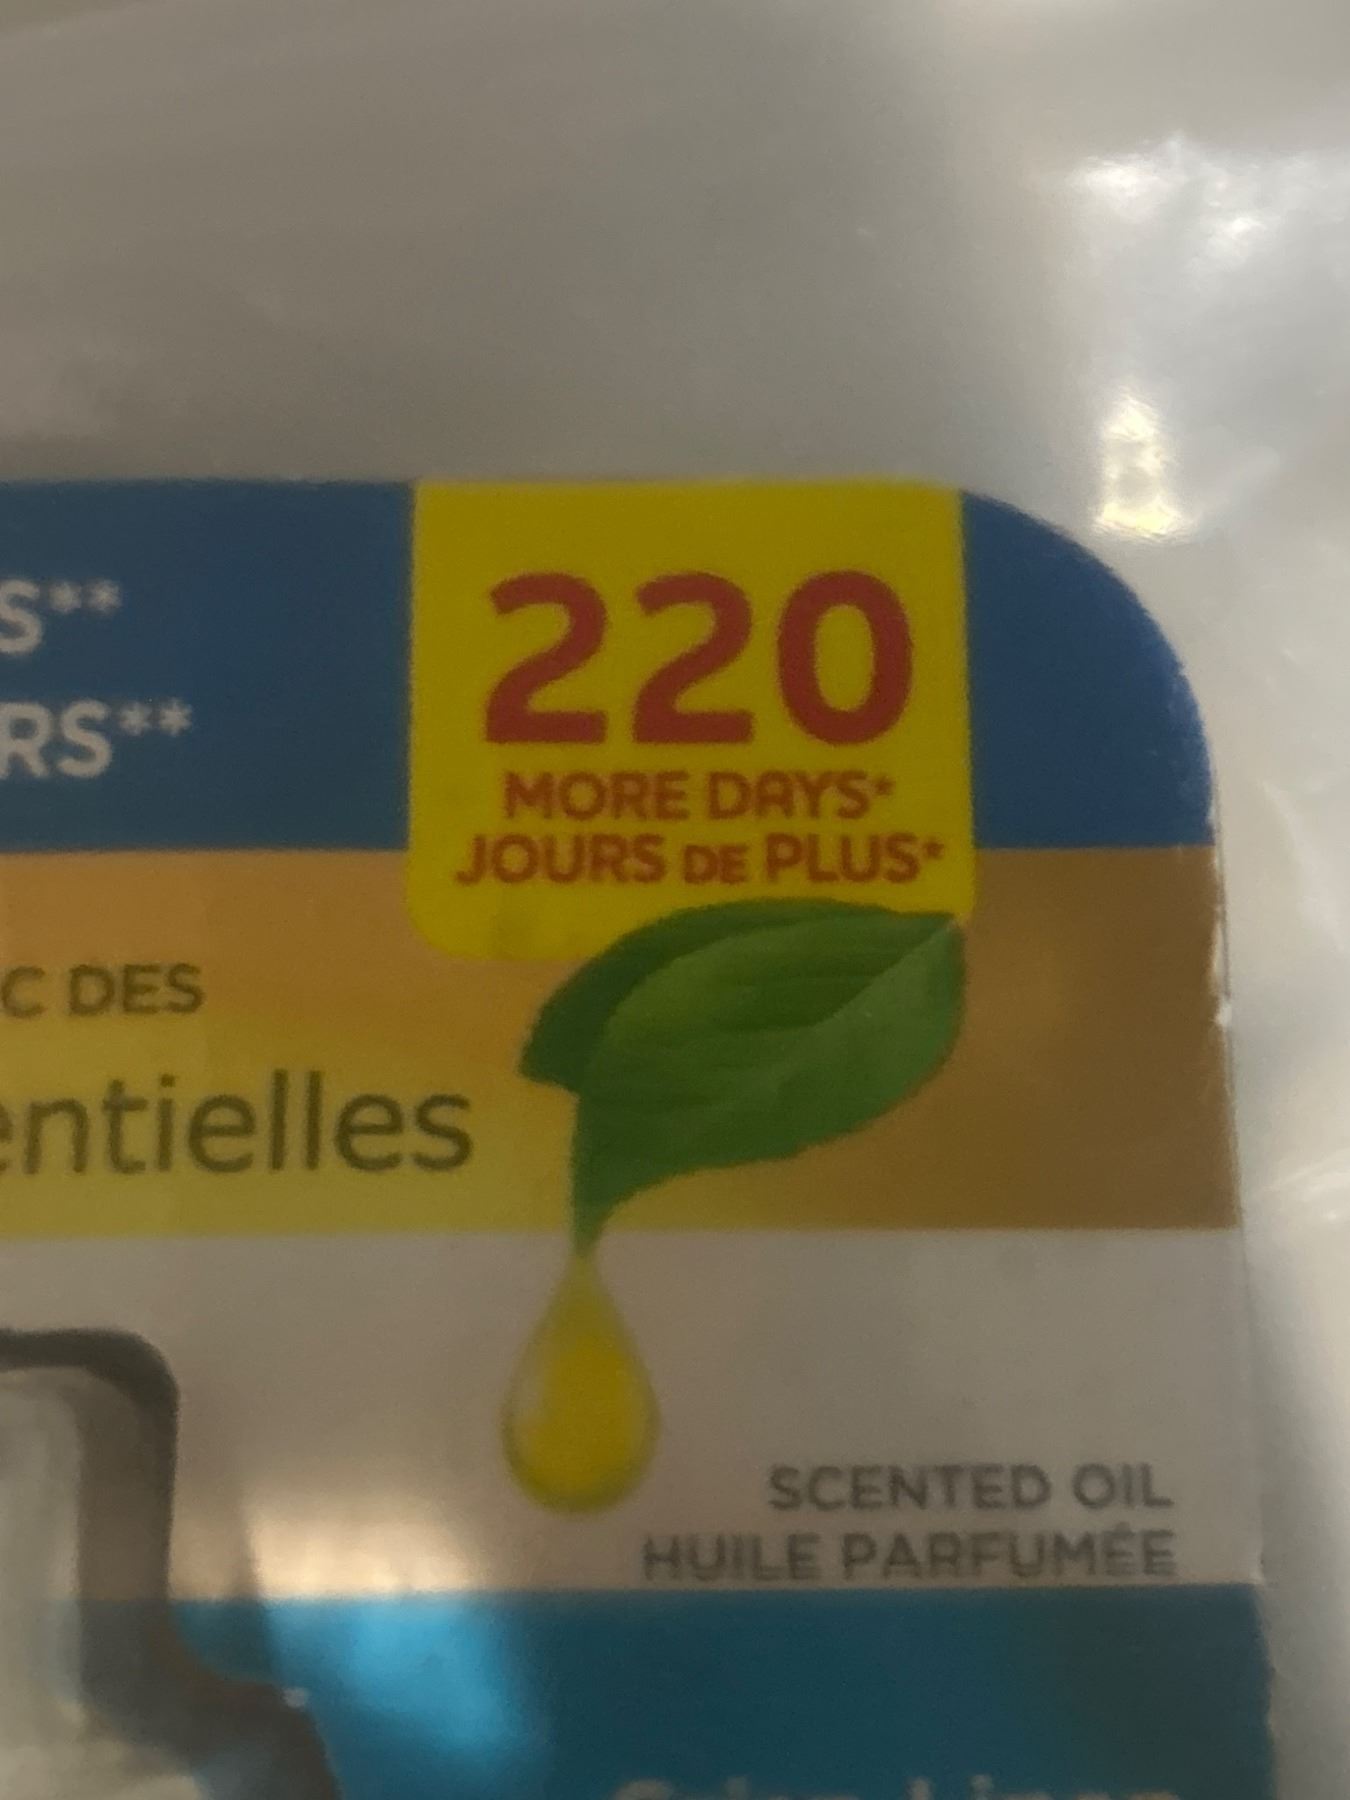 S**
RS**
220
MORE DAYS*
JOURS DE PLUS*
C DES
entielles
SCENTED OIL
HUILE PARFUMÉE